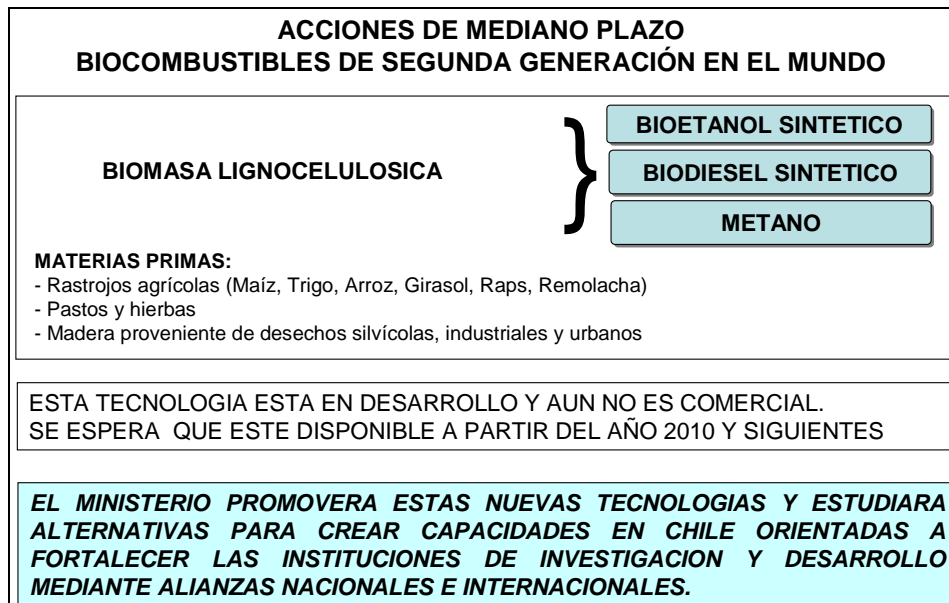 ACCIONES DE MEDIANO PLAZO
BIOCOMBUSTIBLES DE SEGUNDA GENERACIÓN EN EL MUNDO
BIOMASA LIGNOCELULOSICA
BIOETANOL SINTETICO
BIODIESEL SINTETICO
METANO
MATERIAS PRIMAS:
- Rastrojos agrícolas (Maíz, Trigo, Arroz, Girasol, Raps, Remolacha)
- Pastos y hierbas
- Madera proveniente de desechos silvícolas, industriales y urbanos
ESTA TECNOLOGIA ESTA EN DESARROLLO Y AUN NO ES COMERCIAL.
SE ESPERA QUE ESTE DISPONIBLE A PARTIR DEL AÑO 2010 Y SIGUIENTES
EL MINISTERIO PROMOVERA ESTAS NUEVAS TECNOLOGIAS Y ESTUDIARA
ALTERNATIVAS PARA CREAR CAPACIDADES EN CHILE ORIENTADAS A
FORTALECER LAS INSTITUCIONES DE INVESTIGACION Y DESARROLLO
MEDIANTE ALIANZAS NACIONALES E INTERNACIONALES.